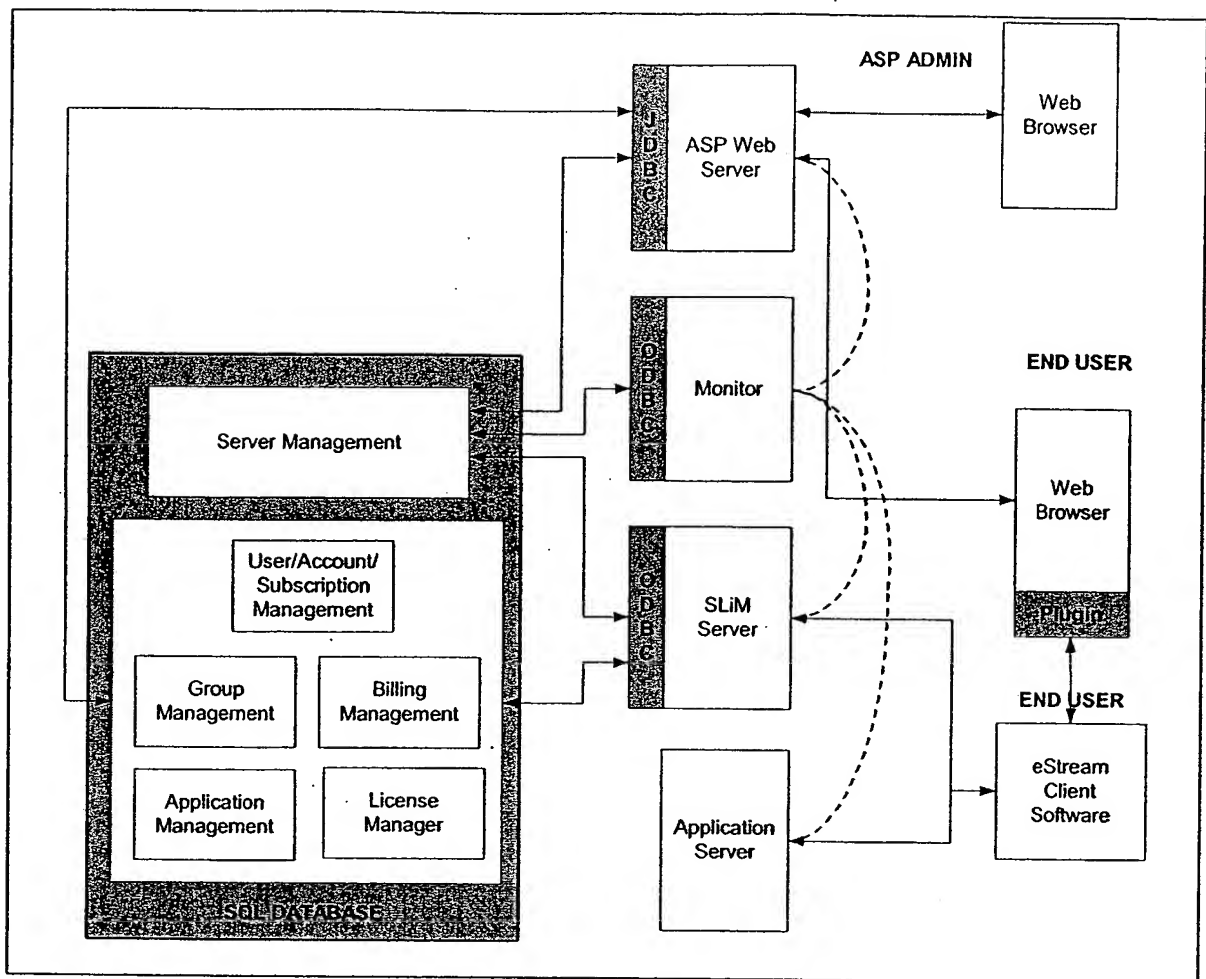 ASP ADMIN
Web
Browser
JDBC
ASP Web
Server
ODBC
Monitor
END USER
Server Management
Web
Browser
Plugin
User/Account/
Subscription
Management
ODBC
SLiM
Server
Group
Management
Billing
Management
END USER
eStream
Client
Software
Application
Management
License
Manager
Application
Server
SQL DATABASE